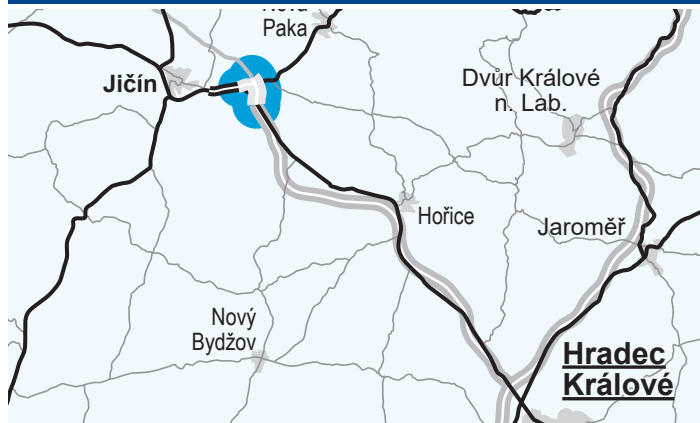 Paka
Jičín
Dvůr Králové
n. Lab.
Hořice
Jaroměř
Nový
Bydžov
Hradec
Králové